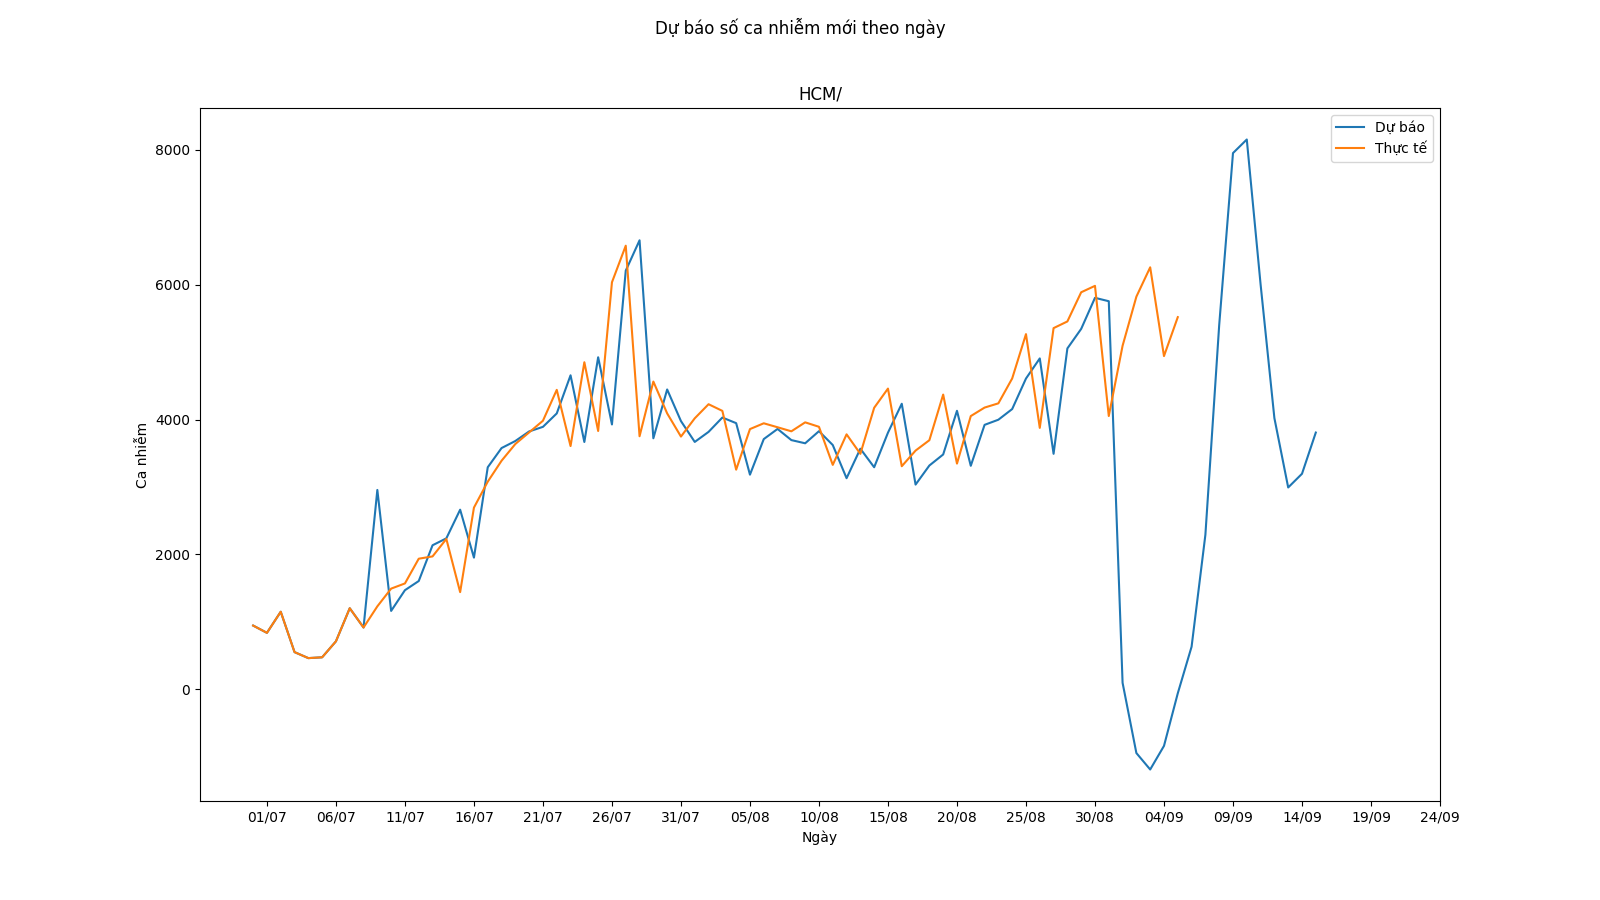 Dự báo số ca nhiễm mới theo ngày
HCM/
Dự báo
Thực tế
8000
6000
4000
2000
0
Ca nhiễm
01/07 06/07 11/07 16/07 21/07 26/07 31/07 05/08 10/08 15/08 20/08 25/08 30/08 04/09 09/09 14/09 19/09 24/09
Ngày